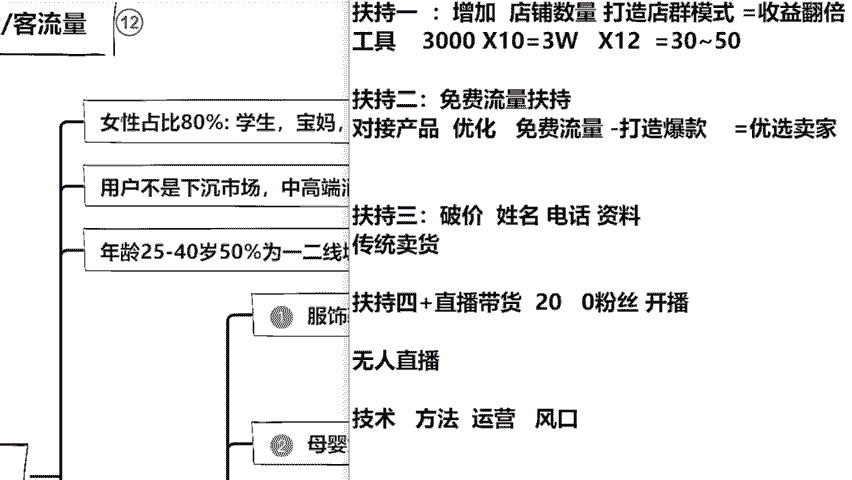 /客流量 12
女性占比80%: 学生，宝妈，
用户不是下沉市场，中高端
年龄25-40岁50%为一二线
1 服饰
2 母婴
扶持一 ：增加 店铺数量 打造店群模式 =收益翻倍
工具 3000 X10=3W X12 =30~50
扶持二：免费流量扶持
对接产品 优化 免费流量 -打造爆款 =优选卖家
扶持三：破价 姓名 电话 资料
传统卖货
扶持四+直播带货 20 0粉丝 开播
无人直播
技术 方法 运营 风口